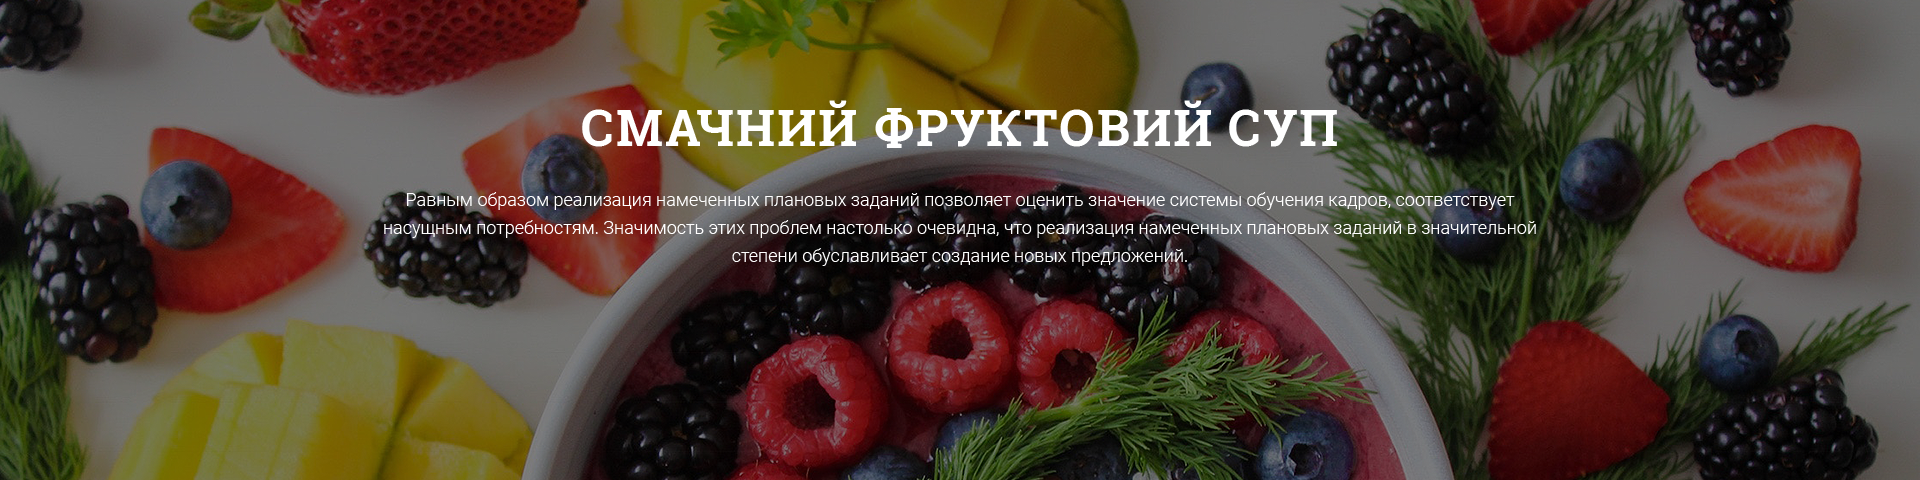 СМАЧНИЙ ФРУКТОВИЙ СУП
Равным образом реализация намеченных плановых заданий позволяет оценить значение системы обучения кадров, соответствует
насущным потребностям. Значимость этих проблем настолько очевидна, что реализация намеченных плановых заданий в значительной
степени обуславливает создание новых предложений.